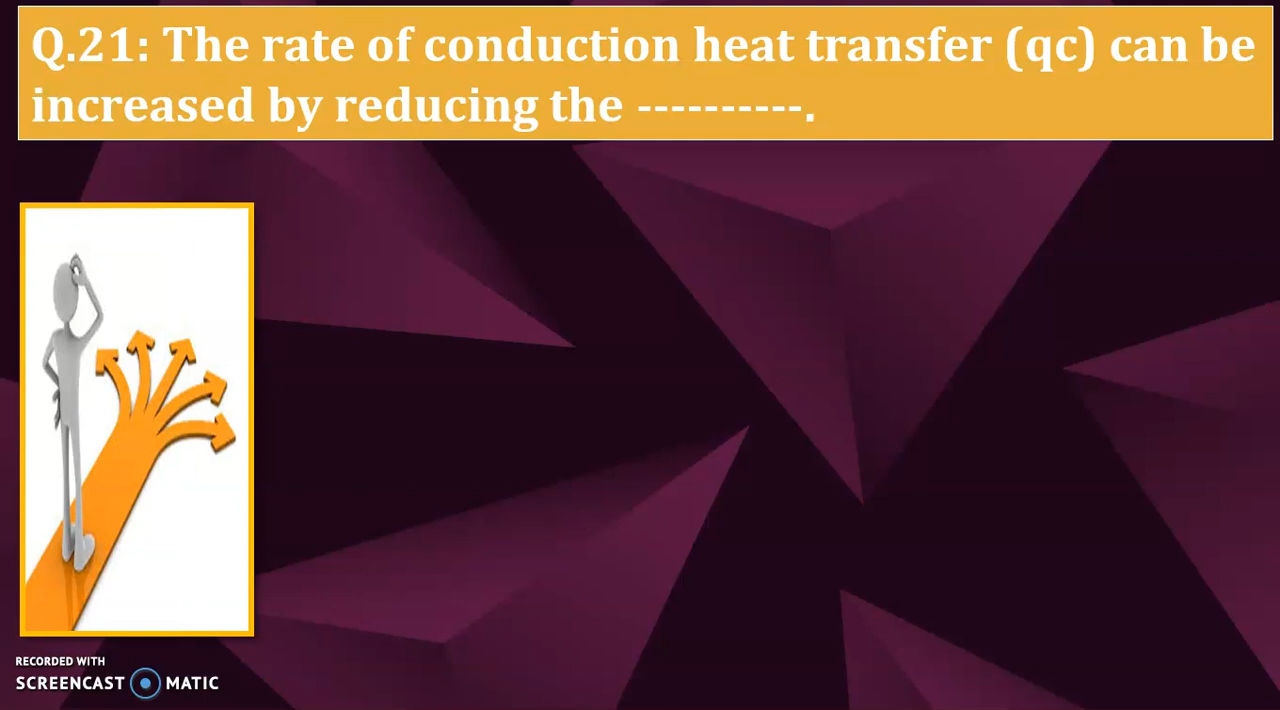 Q.21: The rate of conduction heat transfer (qc) can be
increased by reducing the ----------.
RECORDED WITH
SCREENCAST MATIC